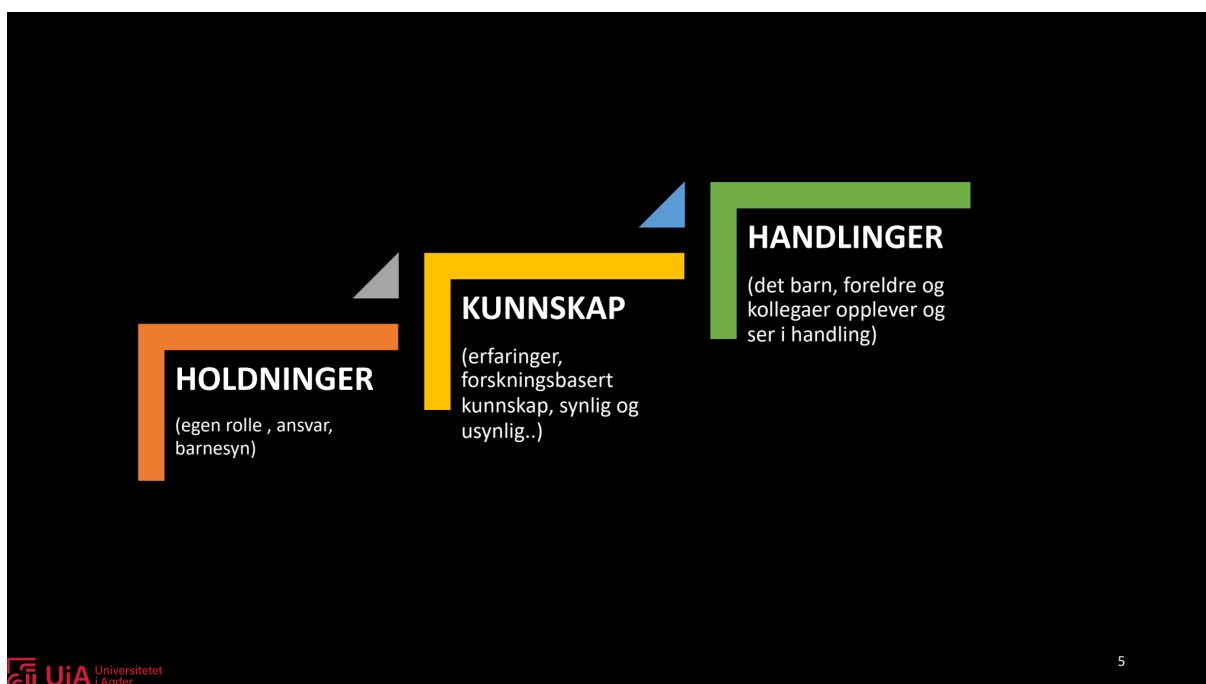 HOLDNINGER
(egen rolle , ansvar,
barnesyn)
KUNNSKAP
(erfaringer,
forskningsbasert
kunnskap, synlig og
usynlig..)
HANDLINGER
(det barn, foreldre og
kollegaer opplever og
ser i handling)
UiA Universitetet
i Agder
5